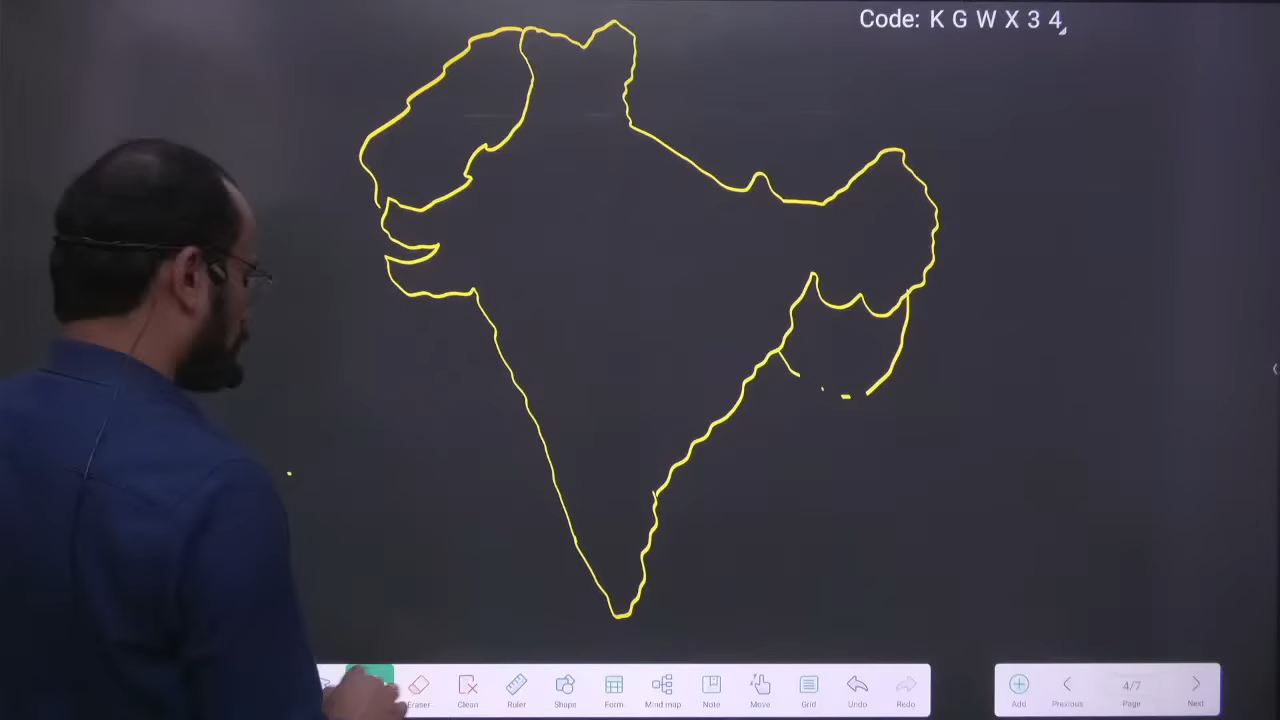 Code: K G W X 3 4
Eraser
Clean
Ruler
Shape
Form
Mind map
Note
Move
Grid
Undo
Redo
Add
Previous
4/7
Page
Next